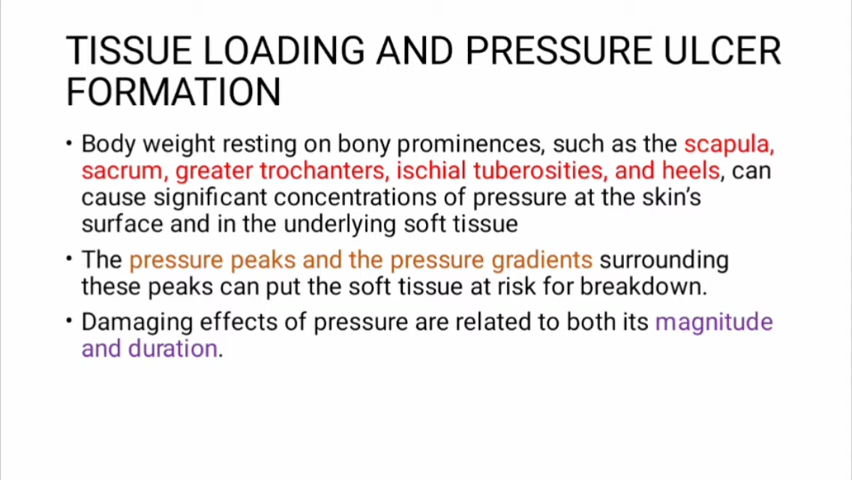 TISSUE LOADING AND PRESSURE ULCER
FORMATION
• Body weight resting on bony prominences, such as the scapula,
sacrum, greater trochanters, ischial tuberosities, and heels, can
cause significant concentrations of pressure at the skin's
surface and in the underlying soft tissue
• The pressure peaks and the pressure gradients surrounding
these peaks can put the soft tissue at risk for breakdown.
• Damaging effects of pressure are related to both its magnitude
and duration.